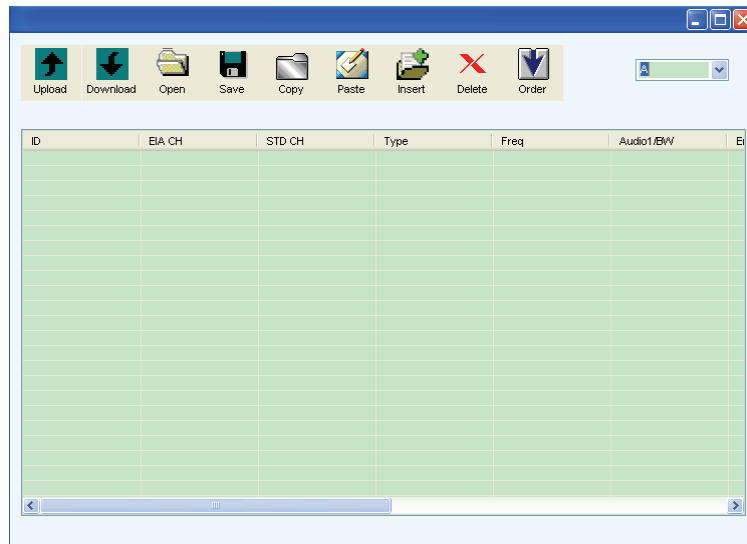 Upload Download Open Save Copy Paste Insert Delete Order
A
ID EIA CH STD CH Type Freq Audio1/BW